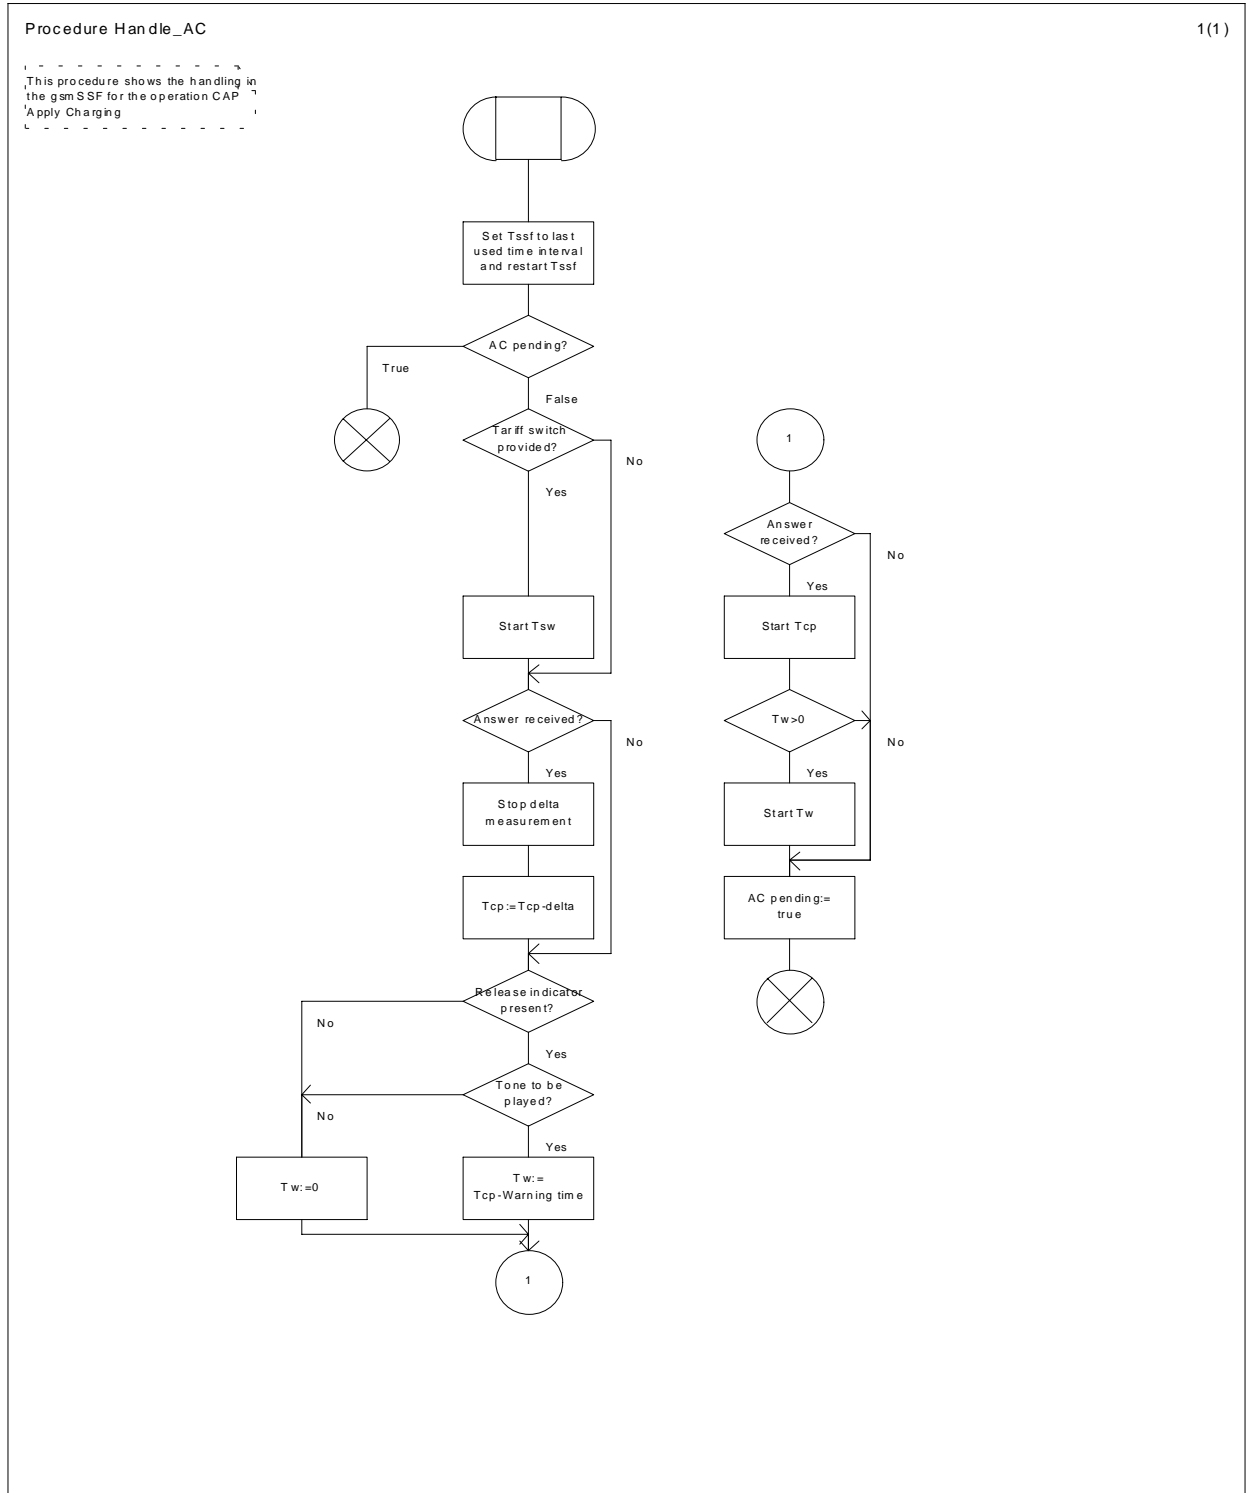 Procedure Handle_AC
1(1)
This procedure shows the handling in
the gsmSSF for the operation CAP
Apply Charging
Set Tssf to last
used time interval
and restart Tssf
AC pending?
True
False
Tariff switch
provided?
No
Yes
Start Tsw
Answer received?
No
Yes
Stop delta
measurement
Tcp:=Tcp-delta
Release indicator
present?
No
Yes
Tone to be
played?
No
Yes
Tw:=0
Tw:=
Tcp-Warning time
1
1
Answer
received?
No
Yes
Start Tcp
Tw>0
No
Yes
Start Tw
AC pending:=
true